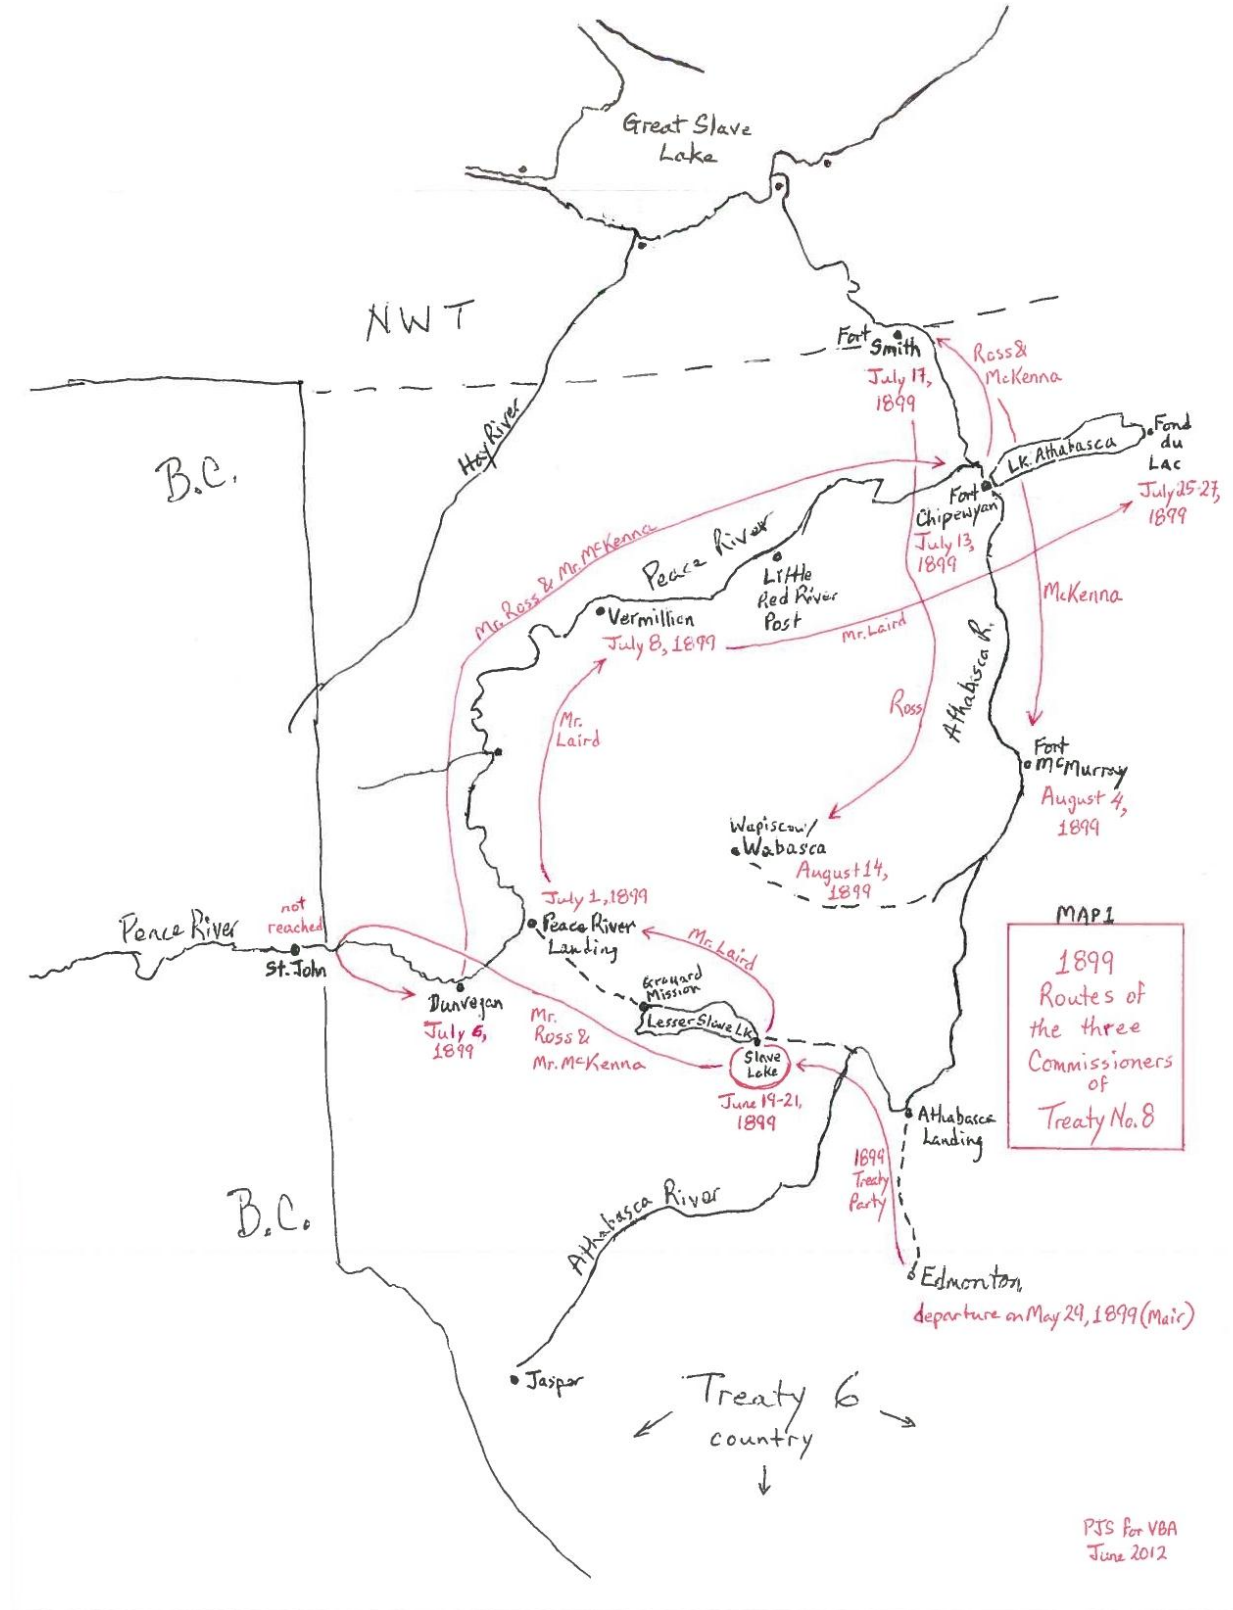 Great Slave
Lake
NWT
Fort
Smith
July 17,
1899
Ross &
McKenna
Hay River
B.C.
Lk. Athabasca
Fond
du
Lac
July 25-27,
1899
Fort
Chipewyan
July 13,
1899
Mr. Ross & Mr. McKenna
Peace River
Little
Red River
Post
Vermillion
July 8, 1899
Mr. Laird
McKenna
Athabasca R.
Ross
Mr.
Laird
Fort
McMurray
August 4,
1899
Wapiscow/
Wabasca
August 14,
1899
July 1, 1899
Peace River
Landing
Mr. Laird
not
reached
Peace River
St. John
Dunvegan
July 6,
1899
Grouard
Mission
Lesser Slave Lk
Mr.
Ross &
Mr. McKenna
Slave
Lake
June 19-21,
1899
MAP 1
1899
Routes of
the three
Commissioners
of
Treaty No. 8
Athabasca
Landing
1899
Treaty
Party
B.C.
Athabasca River
Edmonton
departure on May 29, 1899 (Mair)
Jasper
Treaty 6
country
PJS for VBA
June 2012